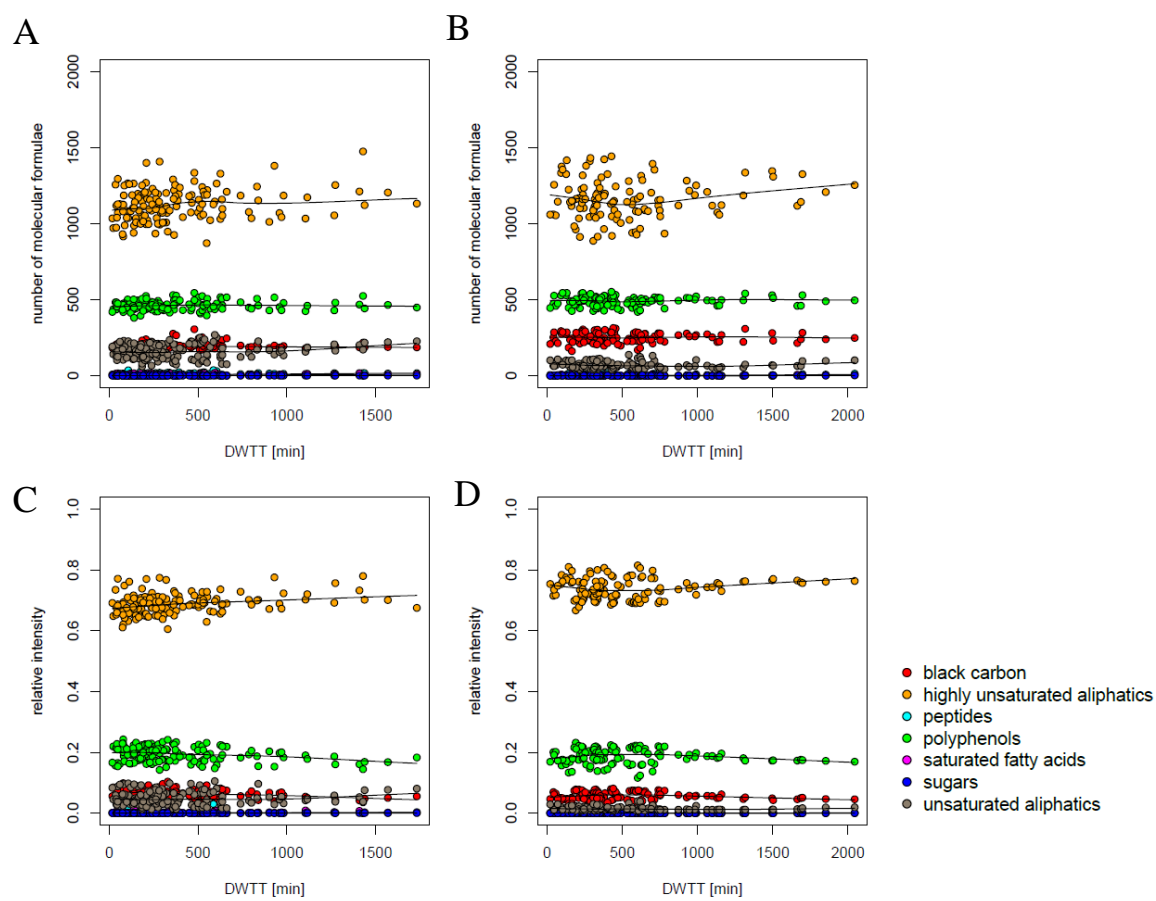 A
B
number of molecular formulae
2000
1500
1000
500
0
0 500 1000 1500
DWTT [min]
number of molecular formulae
2000
1500
1000
500
0
0 500 1000 1500 2000
DWTT [min]
C
D
relative intensity
1.0
0.8
0.6
0.4
0.2
0.0
0 500 1000 1500
DWTT [min]
relative intensity
1.0
0.8
0.6
0.4
0.2
0.0
0 500 1000 1500 2000
DWTT [min]
black carbon
highly unsaturated aliphatics
peptides
polyphenols
saturated fatty acids
sugars
unsaturated aliphatics